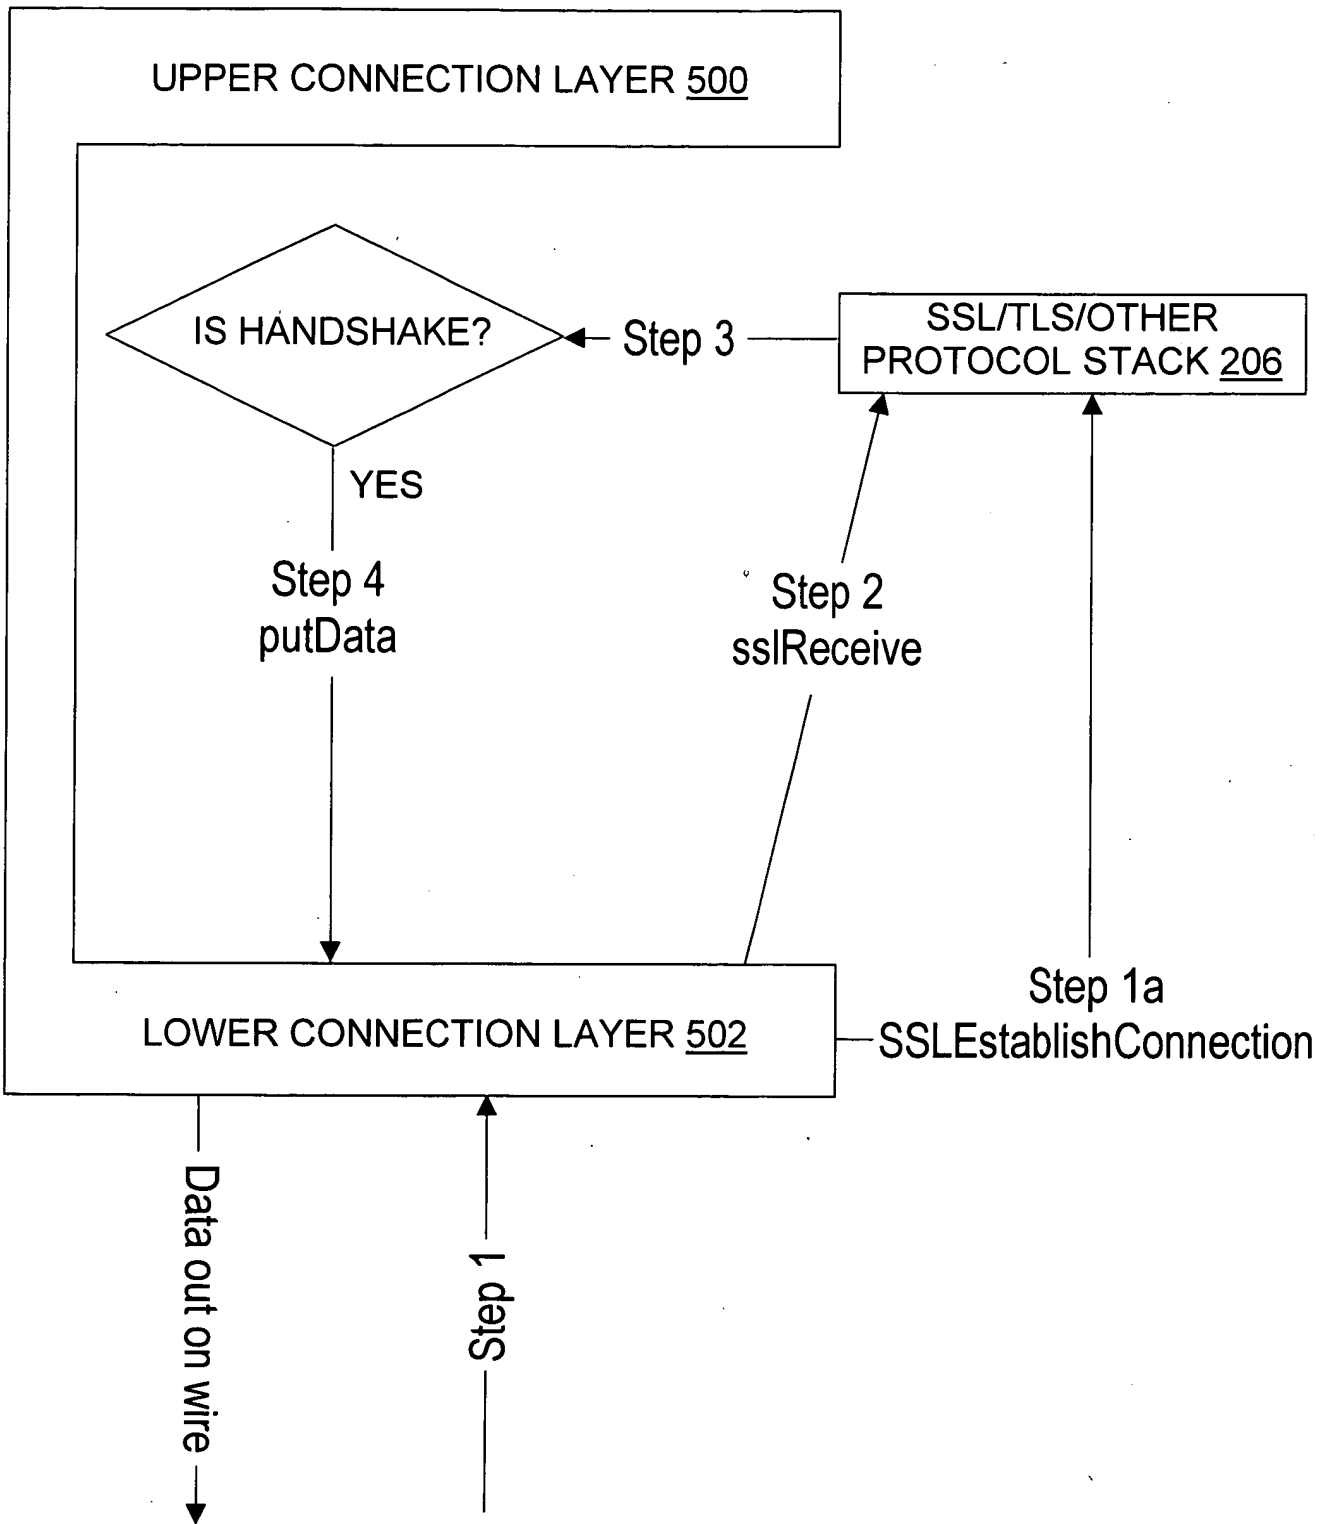 UPPER CONNECTION LAYER 500
IS HANDSHAKE?
Step 3
SSL/TLS/OTHER
PROTOCOL STACK 206
YES
Step 4
putData
Step 2
sslReceive
Step 1a
SSLEstablishConnection
LOWER CONNECTION LAYER 502
Data out on wire
Step 1